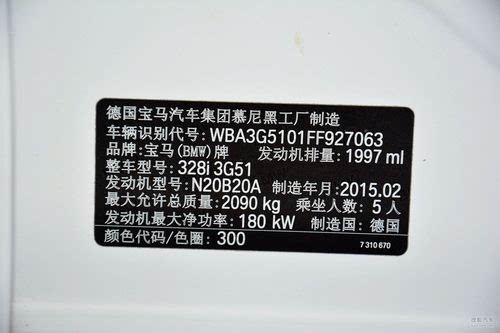 德国宝马汽车集团慕尼黑工厂制造
车辆识别代号: WBA3G5101FF927063
品牌: 宝马(BMW)牌 发动机排量: 1997 ml
整车型号: 328i 3G51
发动机型号: N20B20A 制造年月: 2015.02
最大允许总质量: 2090 kg 乘坐人数: 5 人
发动机最大净功率: 180 kW 制造国: 德国
颜色代码/色圈: 300
7 310 670